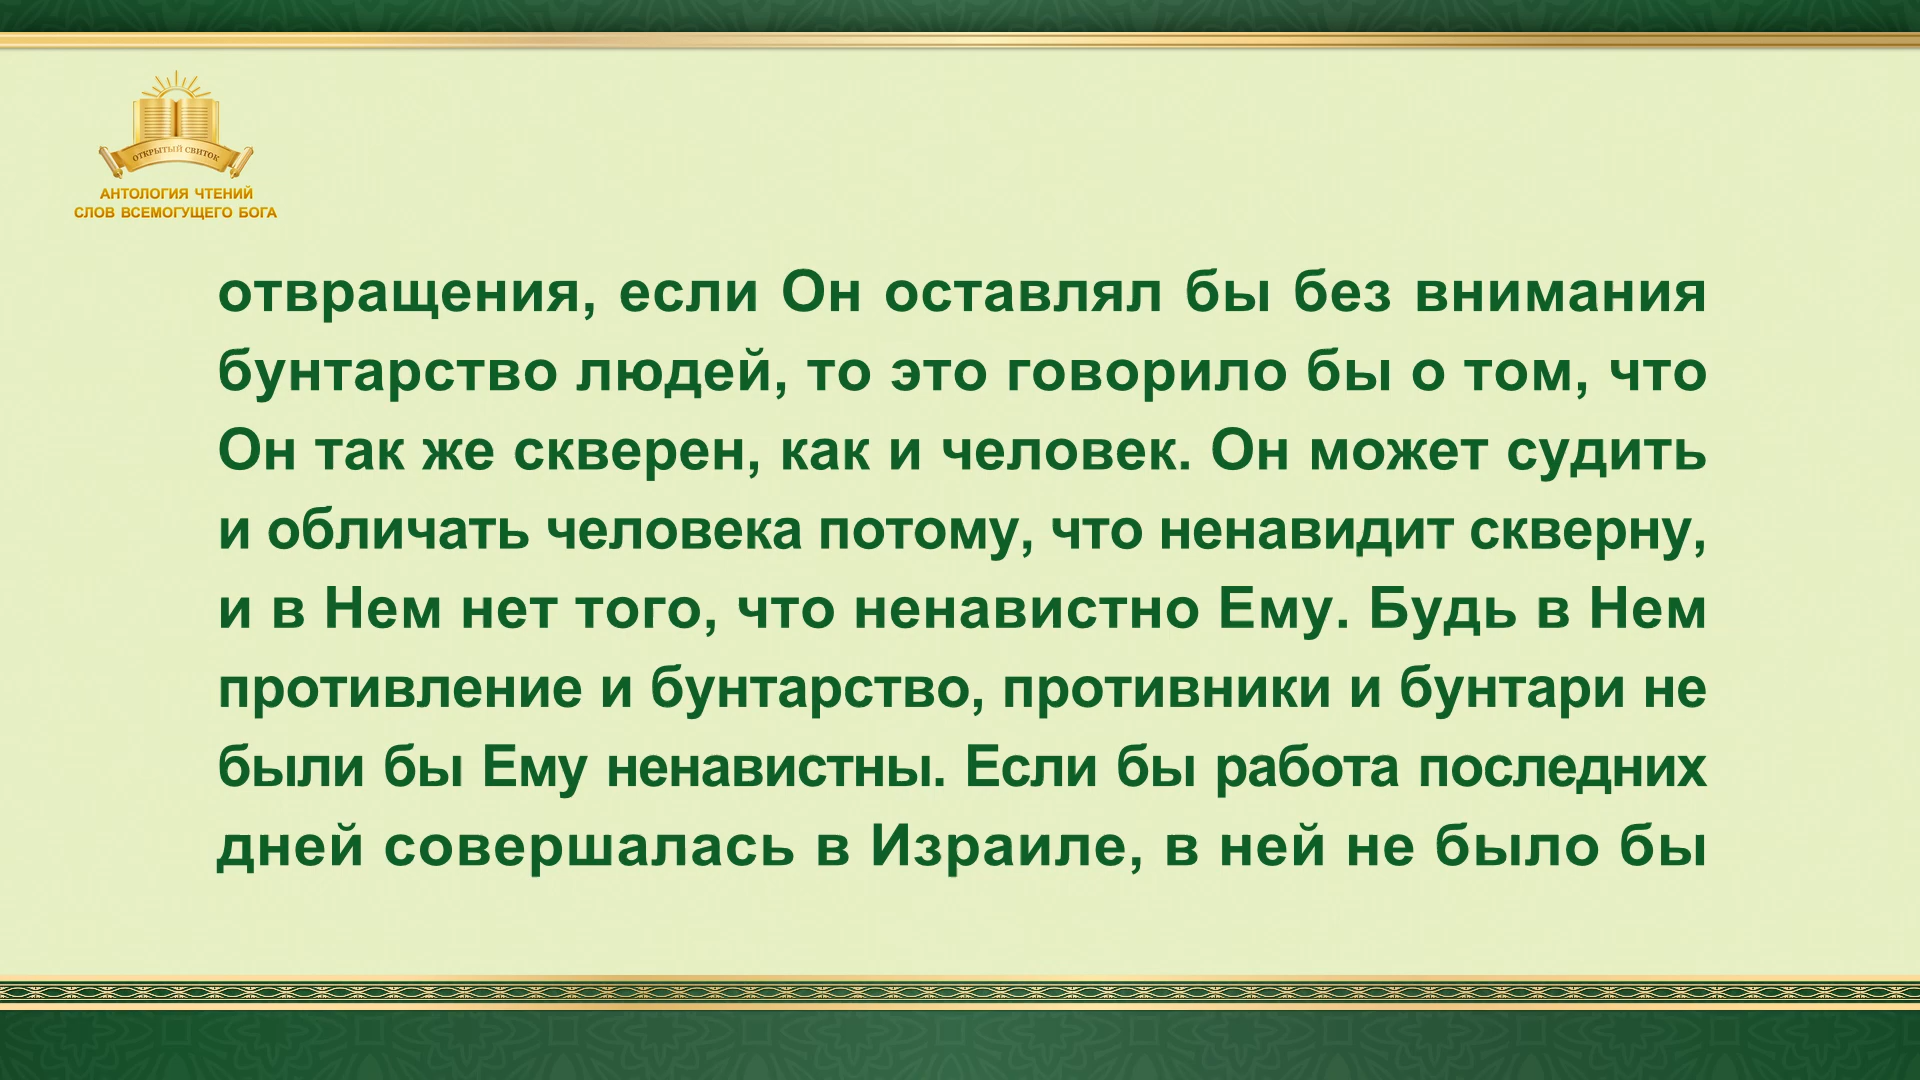 ОТКРЫТЫЙ СВИТОК
АНТОЛОГИЯ ЧТЕНИЙ
СЛОВ ВСЕМОГУЩЕГО БОГА
отвращения, если Он оставлял бы без внимания
бунтарство людей, то это говорило бы о том, что
Он так же скверен, как и человек. Он может судить
и обличать человека потому, что ненавидит скверну,
и в Нем нет того, что ненавистно Ему. Будь в Нем
противление и бунтарство, противники и бунтари не
были бы Ему ненавистны. Если бы работа последних
дней совершалась в Израиле, в ней не было бы